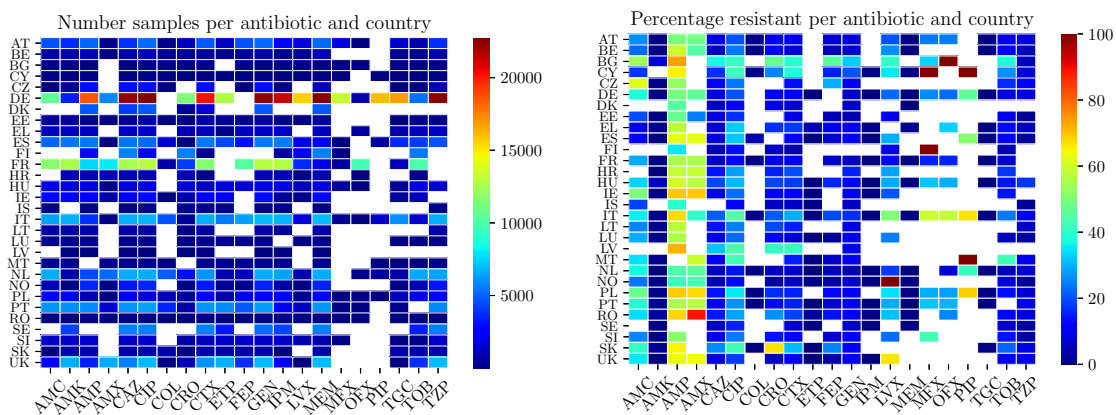 Number samples per antibiotic and country
AT
BE
BG
CY
CZ
DE
DK
EE
EL
ES
FI
FR
HR
HU
IE
IS
IT
LT
LU
LV
MT
NL
NO
PL
PT
RO
SE
SI
SK
UK
AMC AMK AMP AMX CAZ CIP COL CRO CTX ETP FEP GEN IPM LVX MEM MFX OFX PIP TGC TOB TZP
20000
15000
10000
5000
Percentage resistant per antibiotic and country
AT
BE
BG
CY
CZ
DE
DK
EE
EL
ES
FI
FR
HR
HU
IE
IS
IT
LT
LU
LV
MT
NL
NO
PL
PT
RO
SE
SI
SK
UK
AMC AMK AMP AMX CAZ CIP COL CRO CTX ETP FEP GEN IPM LVX MEM MFX OFX PIP TGC TOB TZP
100
80
60
40
20
0